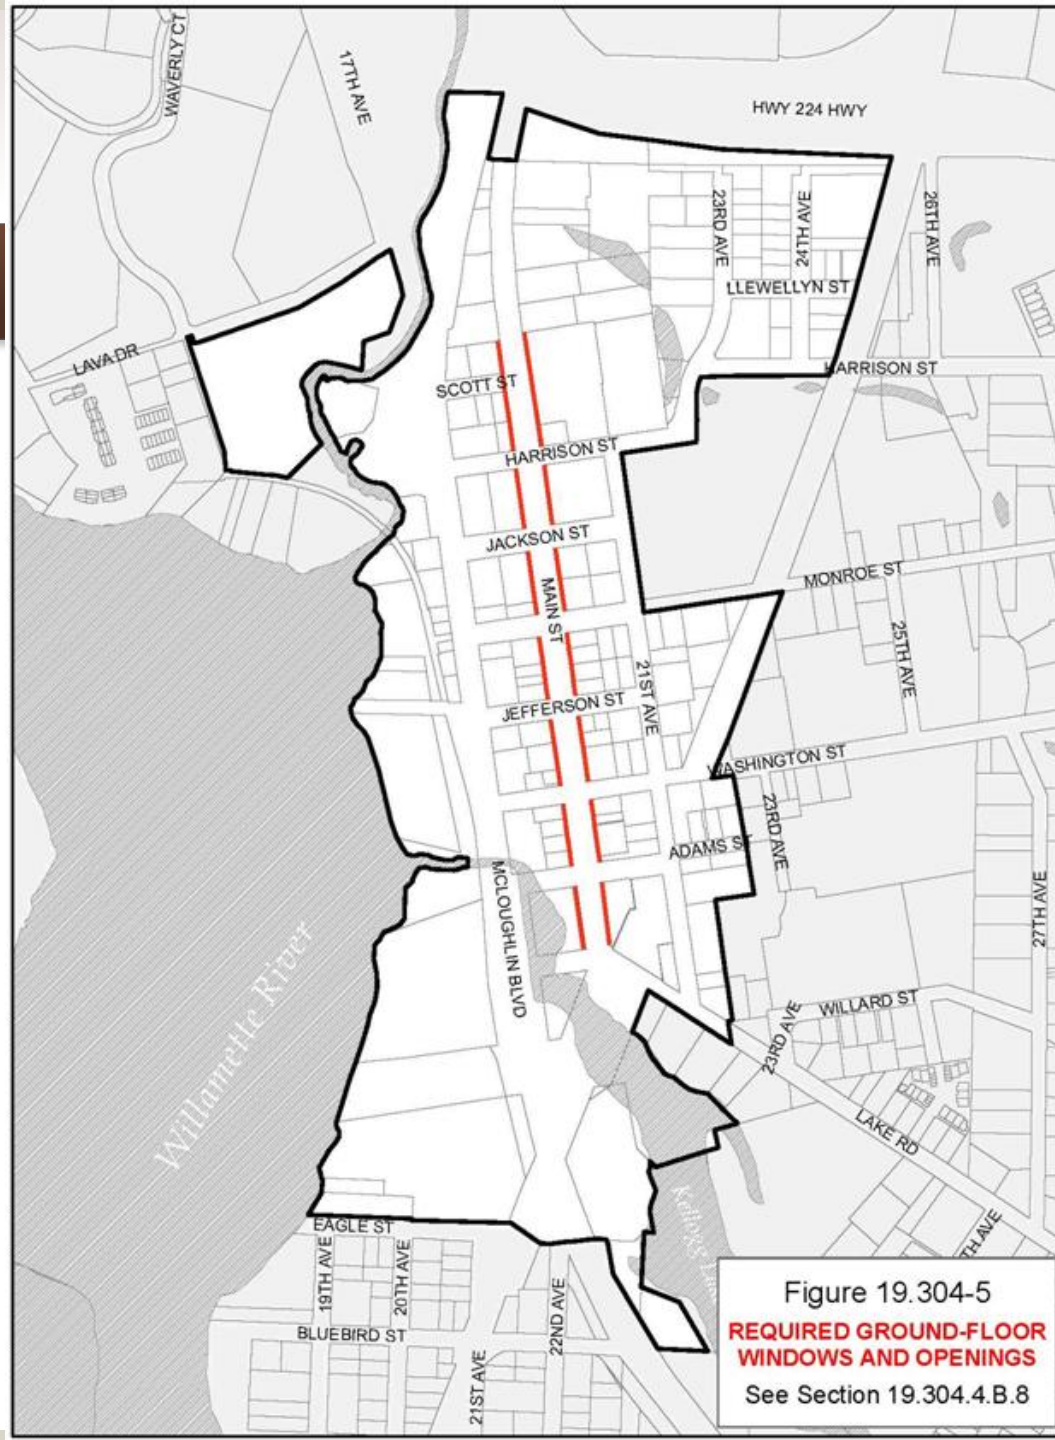 WAVERLY CT
17TH AVE
HWY 224 HWY
23RD AVE
24TH AVE
26TH AVE
LLEWELLYN ST
LAVA DR
SCOTT ST
HARRISON ST
HARRISON ST
JACKSON ST
MAIN ST
MONROE ST
25TH AVE
21ST AVE
JEFFERSON ST
WASHINGTON ST
23RD AVE
ADAMS S
MCLOUGHLIN BLVD
27TH AVE
Willamette River
WILLARD ST
23RD AVE
LAKE RD
Kellogg
TH AVE
EAGLE ST
19TH AVE
20TH AVE
22ND AVE
BLUEBIRD ST
21ST AVE
Figure 19.304-5
REQUIRED GROUND-FLOOR
WINDOWS AND OPENINGS
See Section 19.304.4.B.8